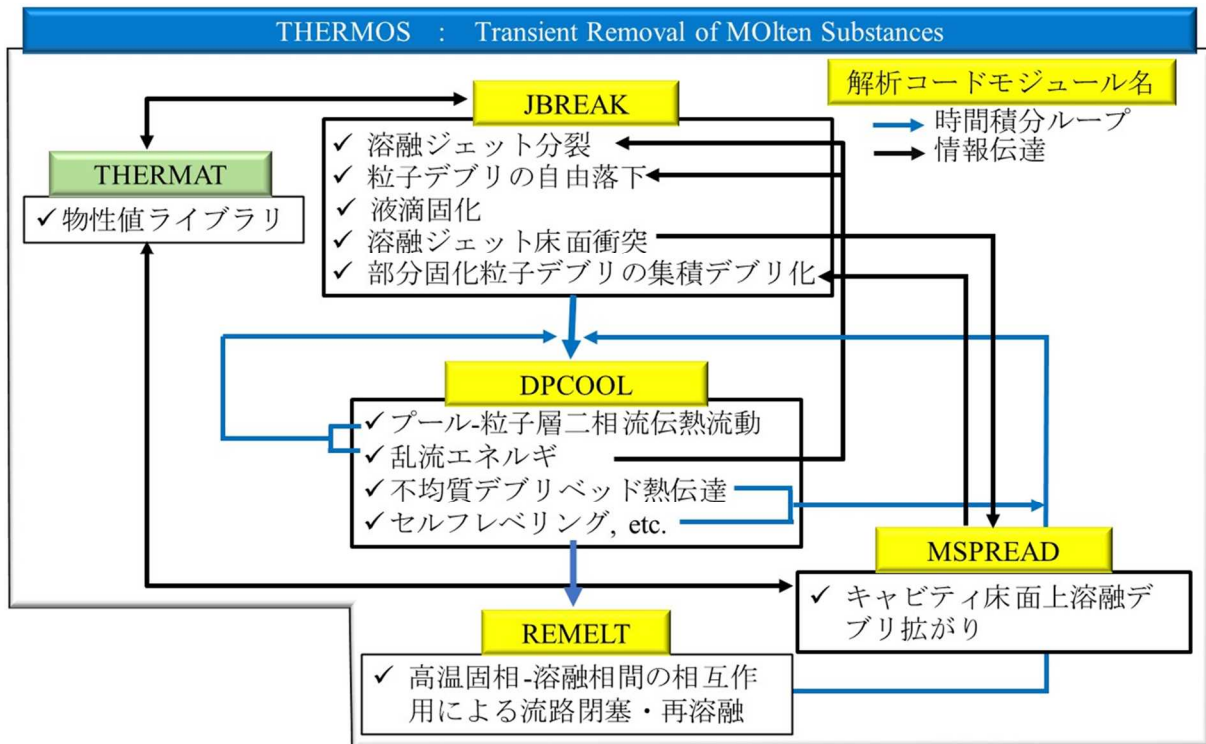 THERMOS : Transient Removal of MOlten Substances
解析コードモジュール名
時間積分ループ
情報伝達
JBREAK
✓ 溶融ジェット分裂
✓ 粒子デブリの自由落下
✓ 液滴固化
✓ 溶融ジェット床面衝突
✓ 部分固化粒子デブリの集積デブリ化
THERMAT
✓ 物性値ライブラリ
DPCOOL
✓ プール-粒子層二相流伝熱流動
✓ 乱流エネルギ
✓ 不均質デブリベッド熱伝達
✓ セルフレベリング, etc.
MSPREAD
✓ キャビティ床面上溶融デ
ブリ拡がり
REMELT
✓ 高温固相-溶融相間の相互作
用による流路閉塞・再溶融